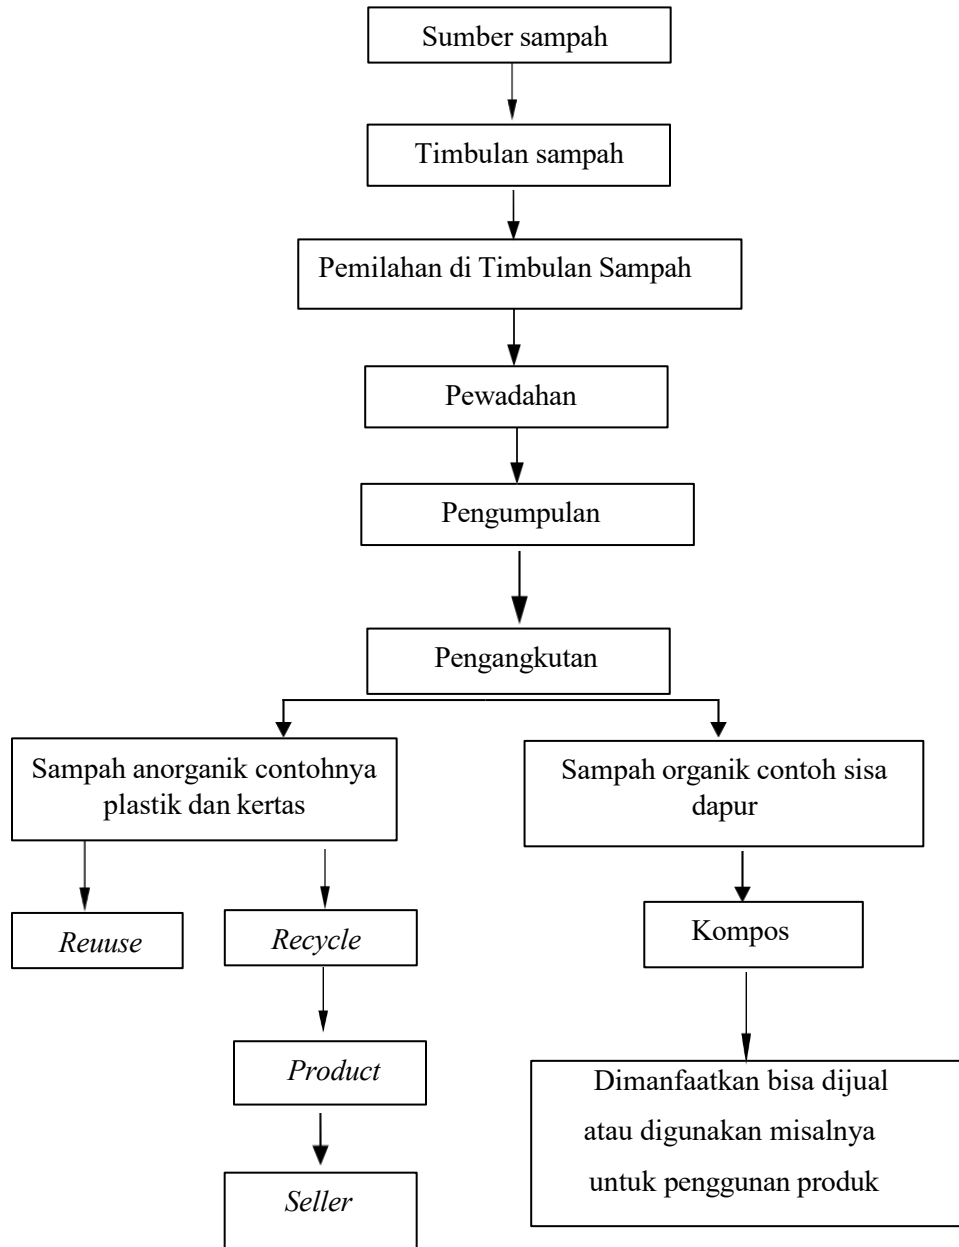 Sumber sampah
Timbulan sampah
Pemilahan di Timbulan Sampah
Pewadahan
Pengumpulan
Pengangkutan
Sampah anorganik contohnya
plastik dan kertas
Sampah organik contoh sisa
dapur
Reuuse
Recycle
Kompos
Product
Dimanfaatkan bisa dijual
atau digunakan misalnya
untuk penggunan produk
Seller